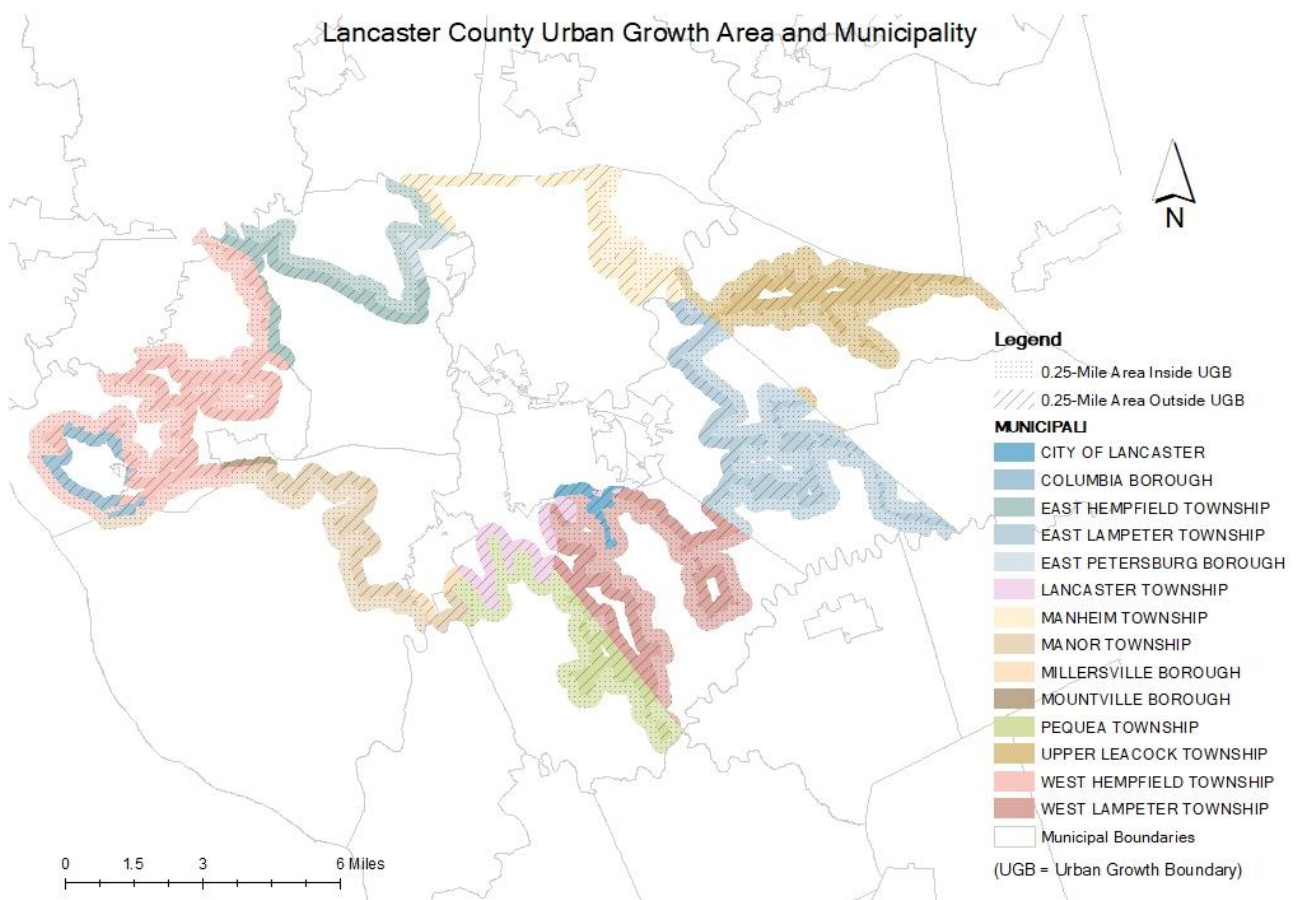 Lancaster County Urban Growth Area and Municipality
N
Legend
0.25-Mile Area Inside UGB
0.25-Mile Area Outside UGB
MUNICIPALI
CITY OF LANCASTER
COLUMBIA BOROUGH
EAST HEMPFIELD TOWNSHIP
EAST LAMPETER TOWNSHIP
EAST PETERSBURG BOROUGH
LANCASTER TOWNSHIP
MANHEIM TOWNSHIP
MANOR TOWNSHIP
MILLERSVILLE BOROUGH
MOUNTVILLE BOROUGH
PEQUEA TOWNSHIP
UPPER LEACOCK TOWNSHIP
WEST HEMPFIELD TOWNSHIP
WEST LAMPETER TOWNSHIP
Municipal Boundaries
(UGB = Urban Growth Boundary)
0 1.5 3 6 Miles